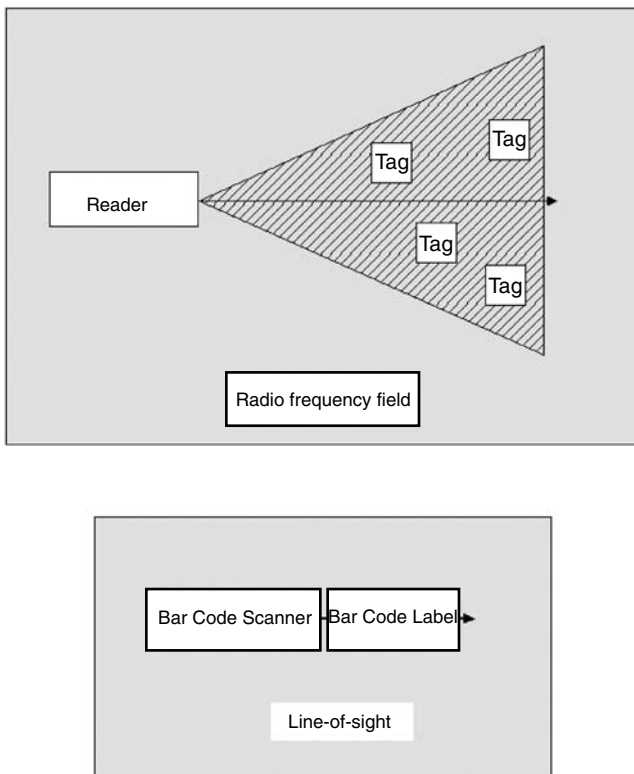 Tag
Tag
Reader
Tag
Tag
Radio frequency field
Bar Code Scanner
Bar Code Label
Line-of-sight